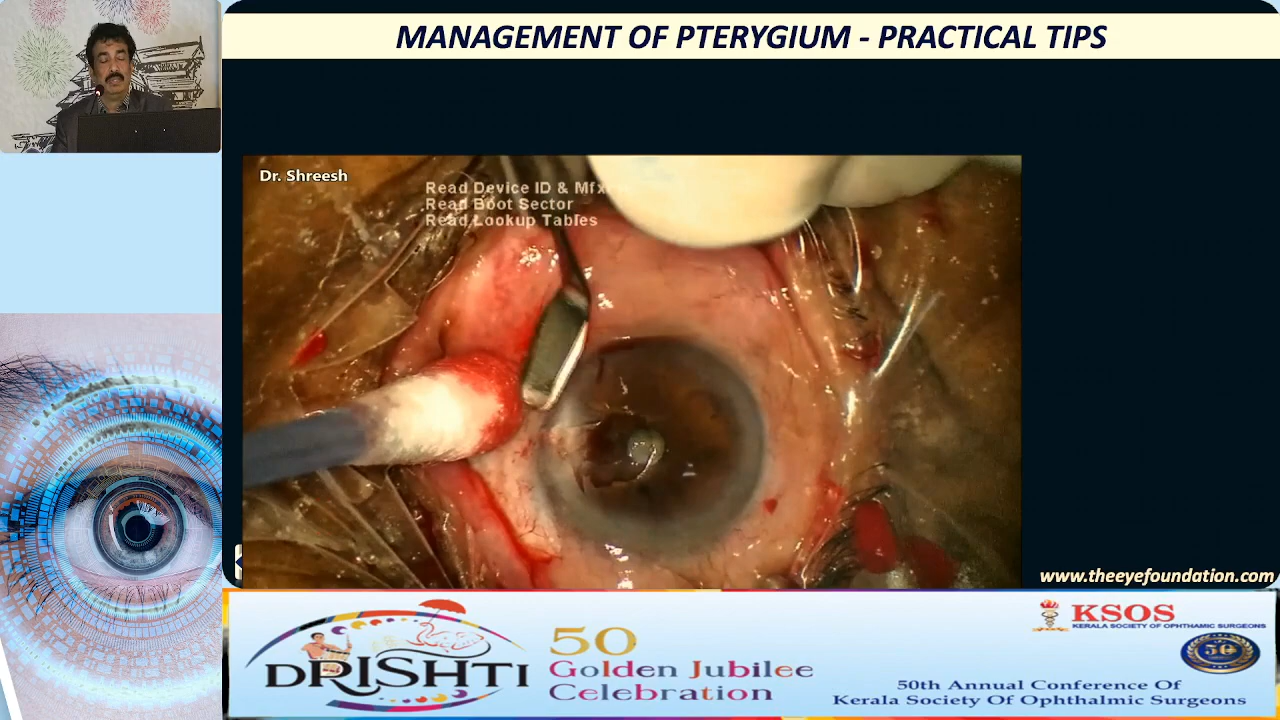 MANAGEMENT OF PTERYGIUM - PRACTICAL TIPS
Dr. Shreesh
Read Device ID & Mfx
Read Boot Sector
Read Lookup Tables
www.theeyefoundation.com
DRISHTI
50
Golden Jubilee
Celebration
KSOS
KERALA SOCIETY OF OPHTHAMIC SURGEONS
50
50th Annual Conference Of
Kerala Society Of Ophthalmic Surgeons